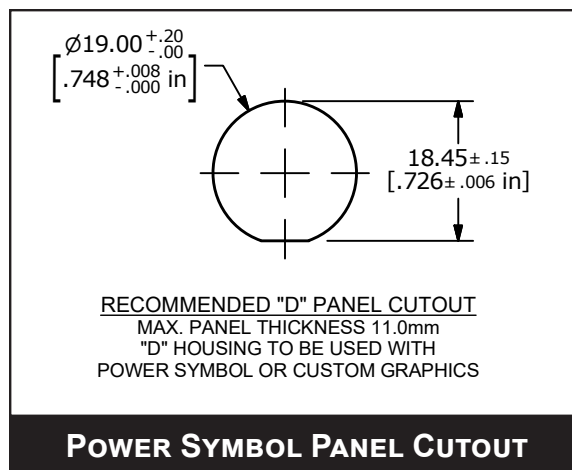 Ø19.00 +.20 -.00
[.748 +.008 -.000 in]
18.45± .15
[.726± .006 in]
RECOMMENDED "D" PANEL CUTOUT
MAX. PANEL THICKNESS 11.0mm
"D" HOUSING TO BE USED WITH
POWER SYMBOL OR CUSTOM GRAPHICS
POWER SYMBOL PANEL CUTOUT